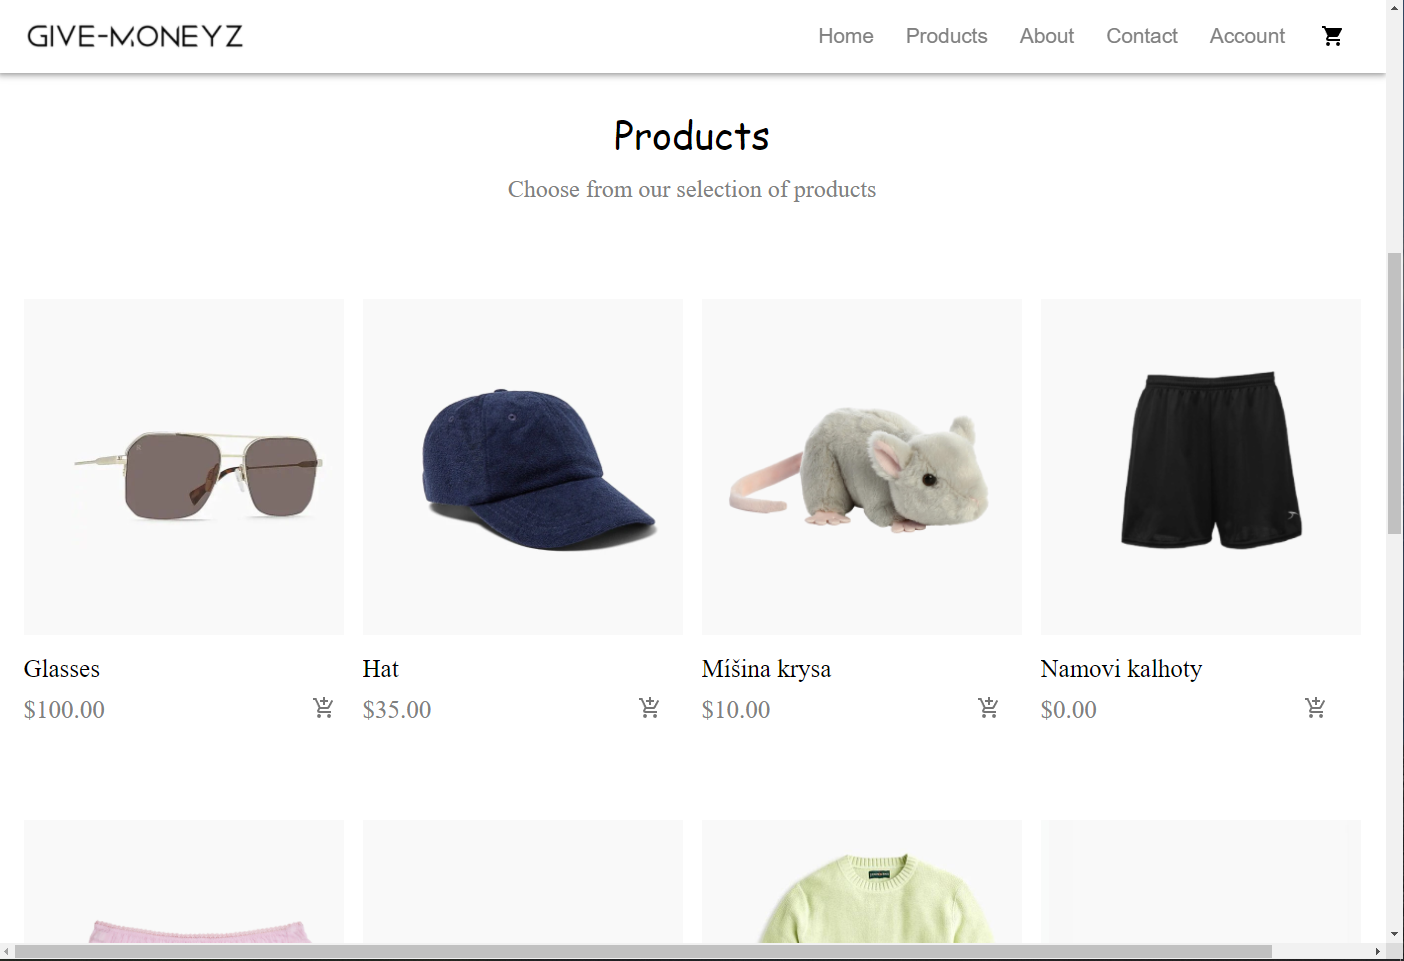 GIVE-MONEYZ
Home Products About Contact Account
Products
Choose from our selection of products
Glasses
$100.00
Hat
$35.00
Míšina krysa
$10.00
Namovi kalhoty
$0.00